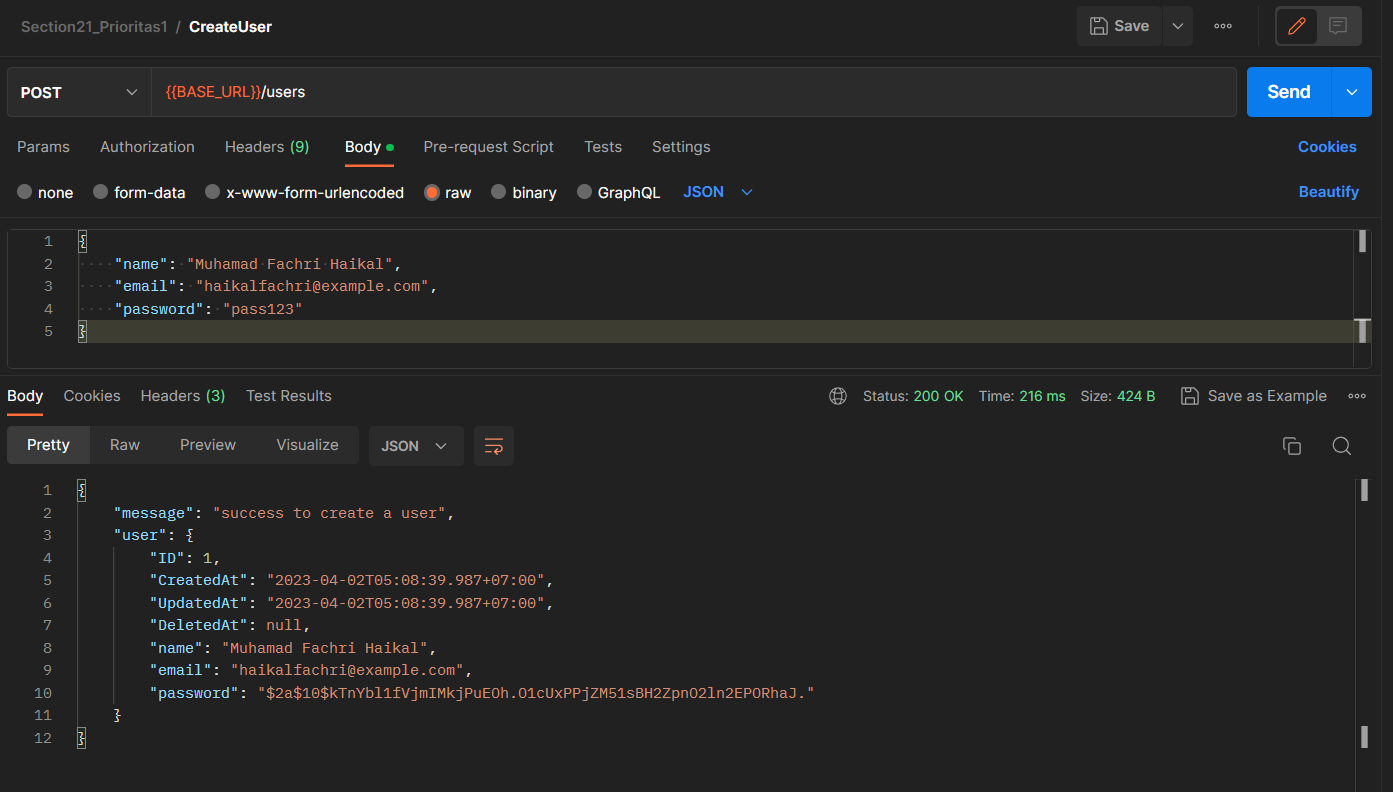 Section21_Prioritas1 / CreateUser
Save
POST
{{BASE_URL}}/users
Send
Params Authorization Headers (9) Body Pre-request Script Tests Settings Cookies
none form-data x-www-form-urlencoded raw binary GraphQL JSON Beautify
1 {
2 "name": "Muhamad Fachri Haikal",
3 "email": "haikalfachri@example.com",
4 "password": "pass123"
5 }
Body Cookies Headers (3) Test Results Status: 200 OK Time: 216 ms Size: 424 B Save as Example
Pretty Raw Preview Visualize JSON
1 {
2 "message": "success to create a user",
3 "user": {
4 "ID": 1,
5 "CreatedAt": "2023-04-02T05:08:39.987+07:00",
6 "UpdatedAt": "2023-04-02T05:08:39.987+07:00",
7 "DeletedAt": null,
8 "name": "Muhamad Fachri Haikal",
9 "email": "haikalfachri@example.com",
10 "password": "$2a$10$kTnYbl1fVjmIMkjPuEOh.O1cUxPPjZM51sBH2ZpnO2ln2EPORhaJ."
11 }
12 }